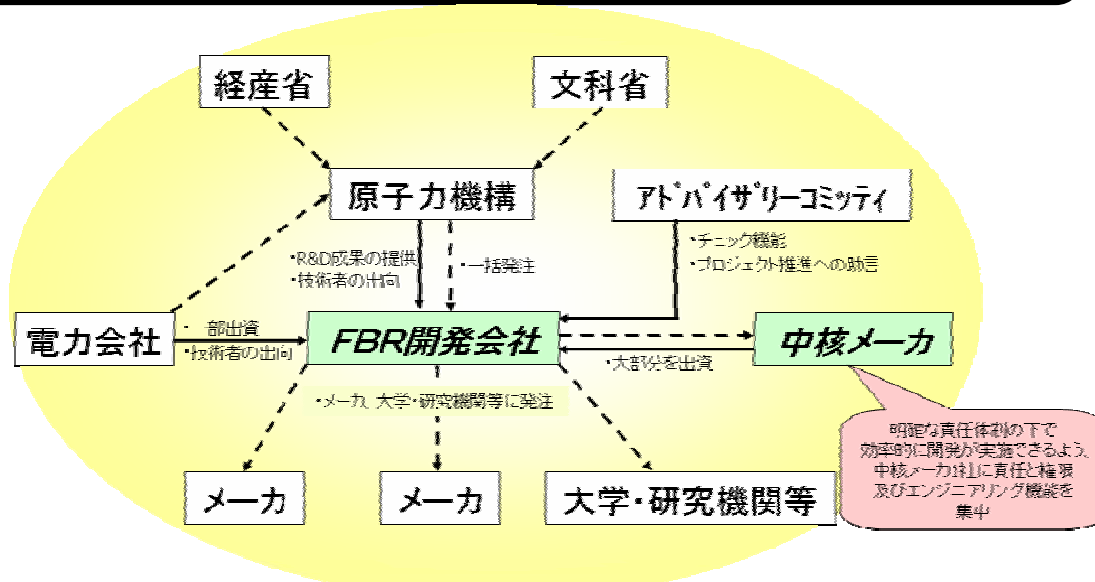 経産省
文科省
原子力機構
アドバイザリーコミッティ
・R&D成果の提供
・技術者の出向
・一括発注
・チェック機能
・プロジェクト推進への助言
電力会社
・一部出資
・技術者の出向
FBR開発会社
・大部分を出資
中核メーカ
・メーカ、大学・研究機関等に発注
明確な責任体制の下で
効率的に開発が実施できるよう、
中核メーカ1社に責任と権限
及びエンジニアリング機能を
集中
メーカ
メーカ
大学・研究機関等